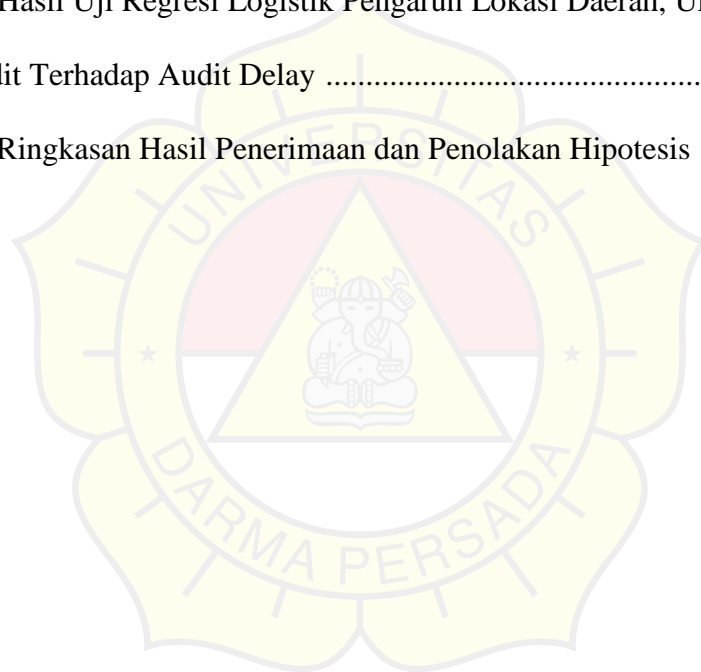 Hasil Uji Regresi Logistik Pengaruh Lokasi Daerah,
dit Terhadap Audit Delay ...............................................
Ringkasan Hasil Penerimaan dan Penolakan Hipotesis
UNIVERSITAS
DARMA PERSADA